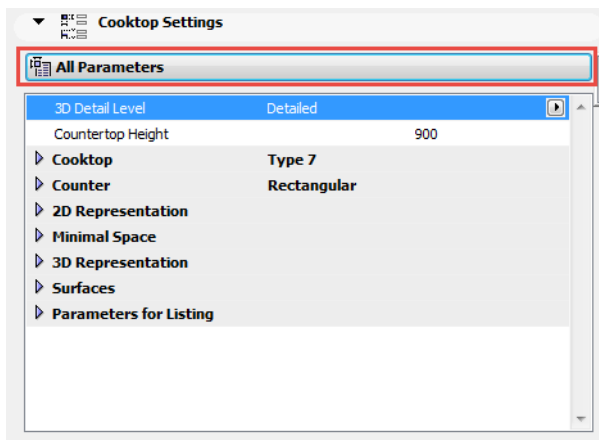 Cooktop Settings
All Parameters
3D Detail Level Detailed
Countertop Height 900
Cooktop Type 7
Counter Rectangular
2D Representation
Minimal Space
3D Representation
Surfaces
Parameters for Listing